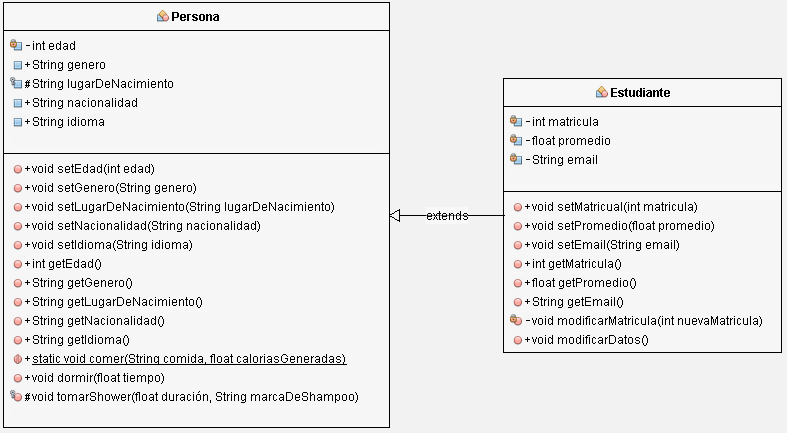 Persona
-int edad
+String genero
#String lugarDeNacimiento
+String nacionalidad
+String idioma
+void setEdad(int edad)
+void setGenero(String genero)
+void setLugarDeNacimiento(String lugarDeNacimiento)
+void setNacionalidad(String nacionalidad)
+void setIdioma(String idioma)
+int getEdad()
+String getGenero()
+String getLugarDeNacimiento()
+String getNacionalidad()
+String getIdioma()
+static void comer(String comida, float caloriasGeneradas)
+void dormir(float tiempo)
#void tomarShower(float duración, String marcaDeShampoo)
extends
Estudiante
-int matricula
-float promedio
-String email
+void setMatricual(int matricula)
+void setPromedio(float promedio)
+void setEmail(String email)
+int getMatricula()
+float getPromedio()
+String getEmail()
-void modificarMatricula(int nuevaMatricula)
+void modificarDatos()